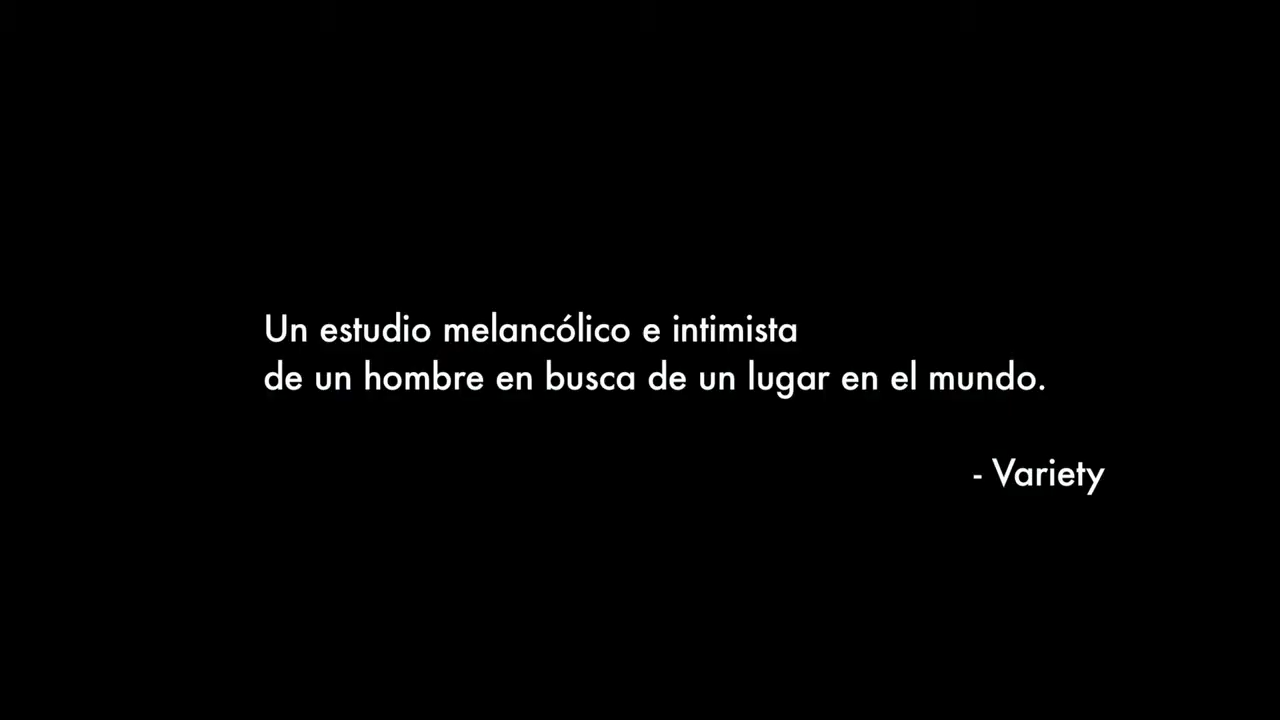 Un estudio melancólico e intimista
de un hombre en busca de un lugar en el mundo.
- Variety